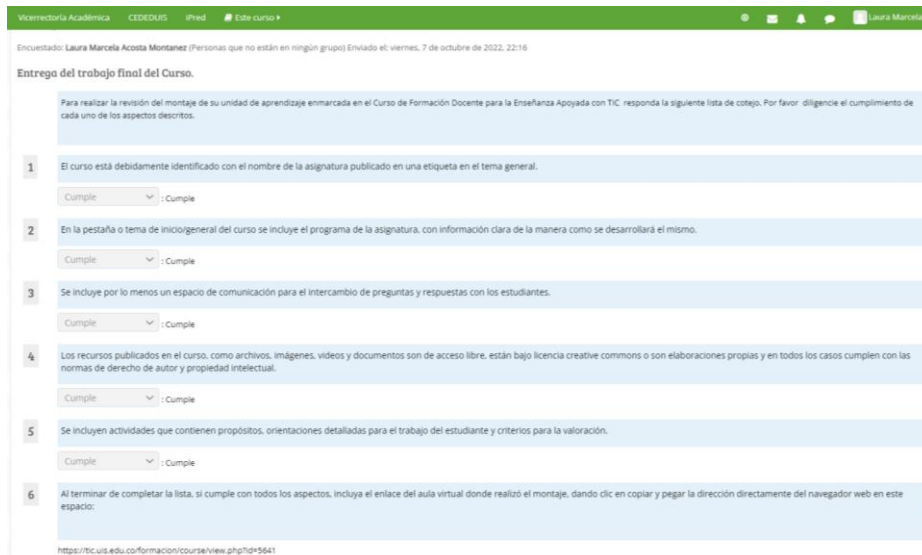 Vicerrectoría Académica CEDEDUIS iPred Este curso Laura Marcela
Encuestado: Laura Marcela Acosta Montanez (Personas que no están en ningún grupo) Enviado el: viernes, 7 de octubre de 2022, 22:16
Entrega del trabajo final del Curso.
Para realizar la revisión del montaje de su unidad de aprendizaje enmarcada en el Curso de Formación Docente para la Enseñanza Apoyada con TIC responda la siguiente lista de cotejo. Por favor diligencie el cumplimiento de
cada uno de los aspectos descritos.
1 El curso está debidamente identificado con el nombre de la asignatura publicado en una etiqueta en el tema general.
Cumple : Cumple
2 En la pestaña o tema de inicio/general del curso se incluye el programa de la asignatura, con información clara de la manera como se desarrollará el mismo.
Cumple : Cumple
3 Se incluye por lo menos un espacio de comunicación para el intercambio de preguntas y respuestas con los estudiantes.
Cumple : Cumple
4 Los recursos publicados en el curso, como archivos, imágenes, videos y documentos son de acceso libre, están bajo licencia creative commons o son elaboraciones propias y en todos los casos cumplen con las
normas de derecho de autor y propiedad intelectual.
Cumple : Cumple
5 Se incluyen actividades que contienen propósitos, orientaciones detalladas para el trabajo del estudiante y criterios para la valoración.
Cumple : Cumple
6 Al terminar de completar la lista, si cumple con todos los aspectos, incluya el enlace del aula virtual donde realizó el montaje, dando clic en copiar y pegar la dirección directamente del navegador web en este
espacio:
https://tic.uis.edu.co/formacion/course/view.php?id=5641